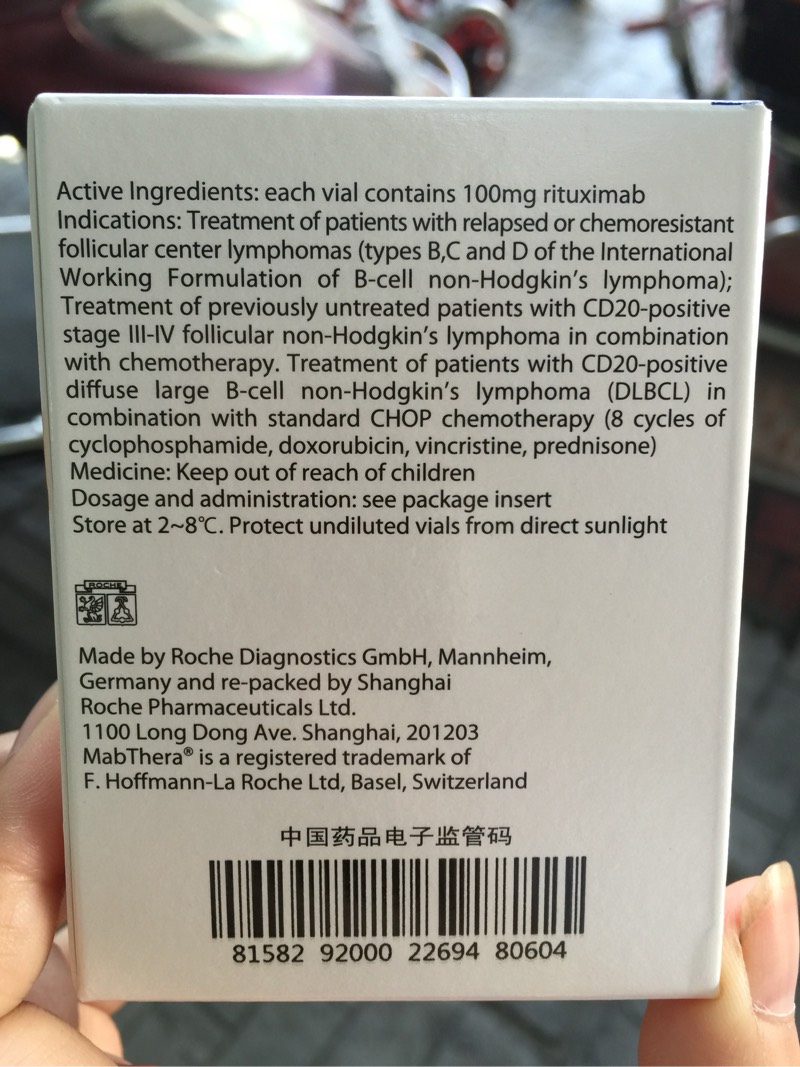 Active Ingredients: each vial contains 100mg rituximab
Indications: Treatment of patients with relapsed or chemoresistant
follicular center lymphomas (types B,C and D of the International
Working Formulation of B-cell non-Hodgkin's lymphoma);
Treatment of previously untreated patients with CD20-positive
stage III-IV follicular non-Hodgkin's lymphoma in combination
with chemotherapy. Treatment of patients with CD20-positive
diffuse large B-cell non-Hodgkin's lymphoma (DLBCL) in
combination with standard CHOP chemotherapy (8 cycles of
cyclophosphamide, doxorubicin, vincristine, prednisone)
Medicine: Keep out of reach of children
Dosage and administration: see package insert
Store at 2~8℃. Protect undiluted vials from direct sunlight
ROCHE
Made by Roche Diagnostics GmbH, Mannheim,
Germany and re-packed by Shanghai
Roche Pharmaceuticals Ltd.
1100 Long Dong Ave. Shanghai, 201203
MabThera® is a registered trademark of
F. Hoffmann-La Roche Ltd, Basel, Switzerland
中国药品电子监管码
81582 92000 22694 80604